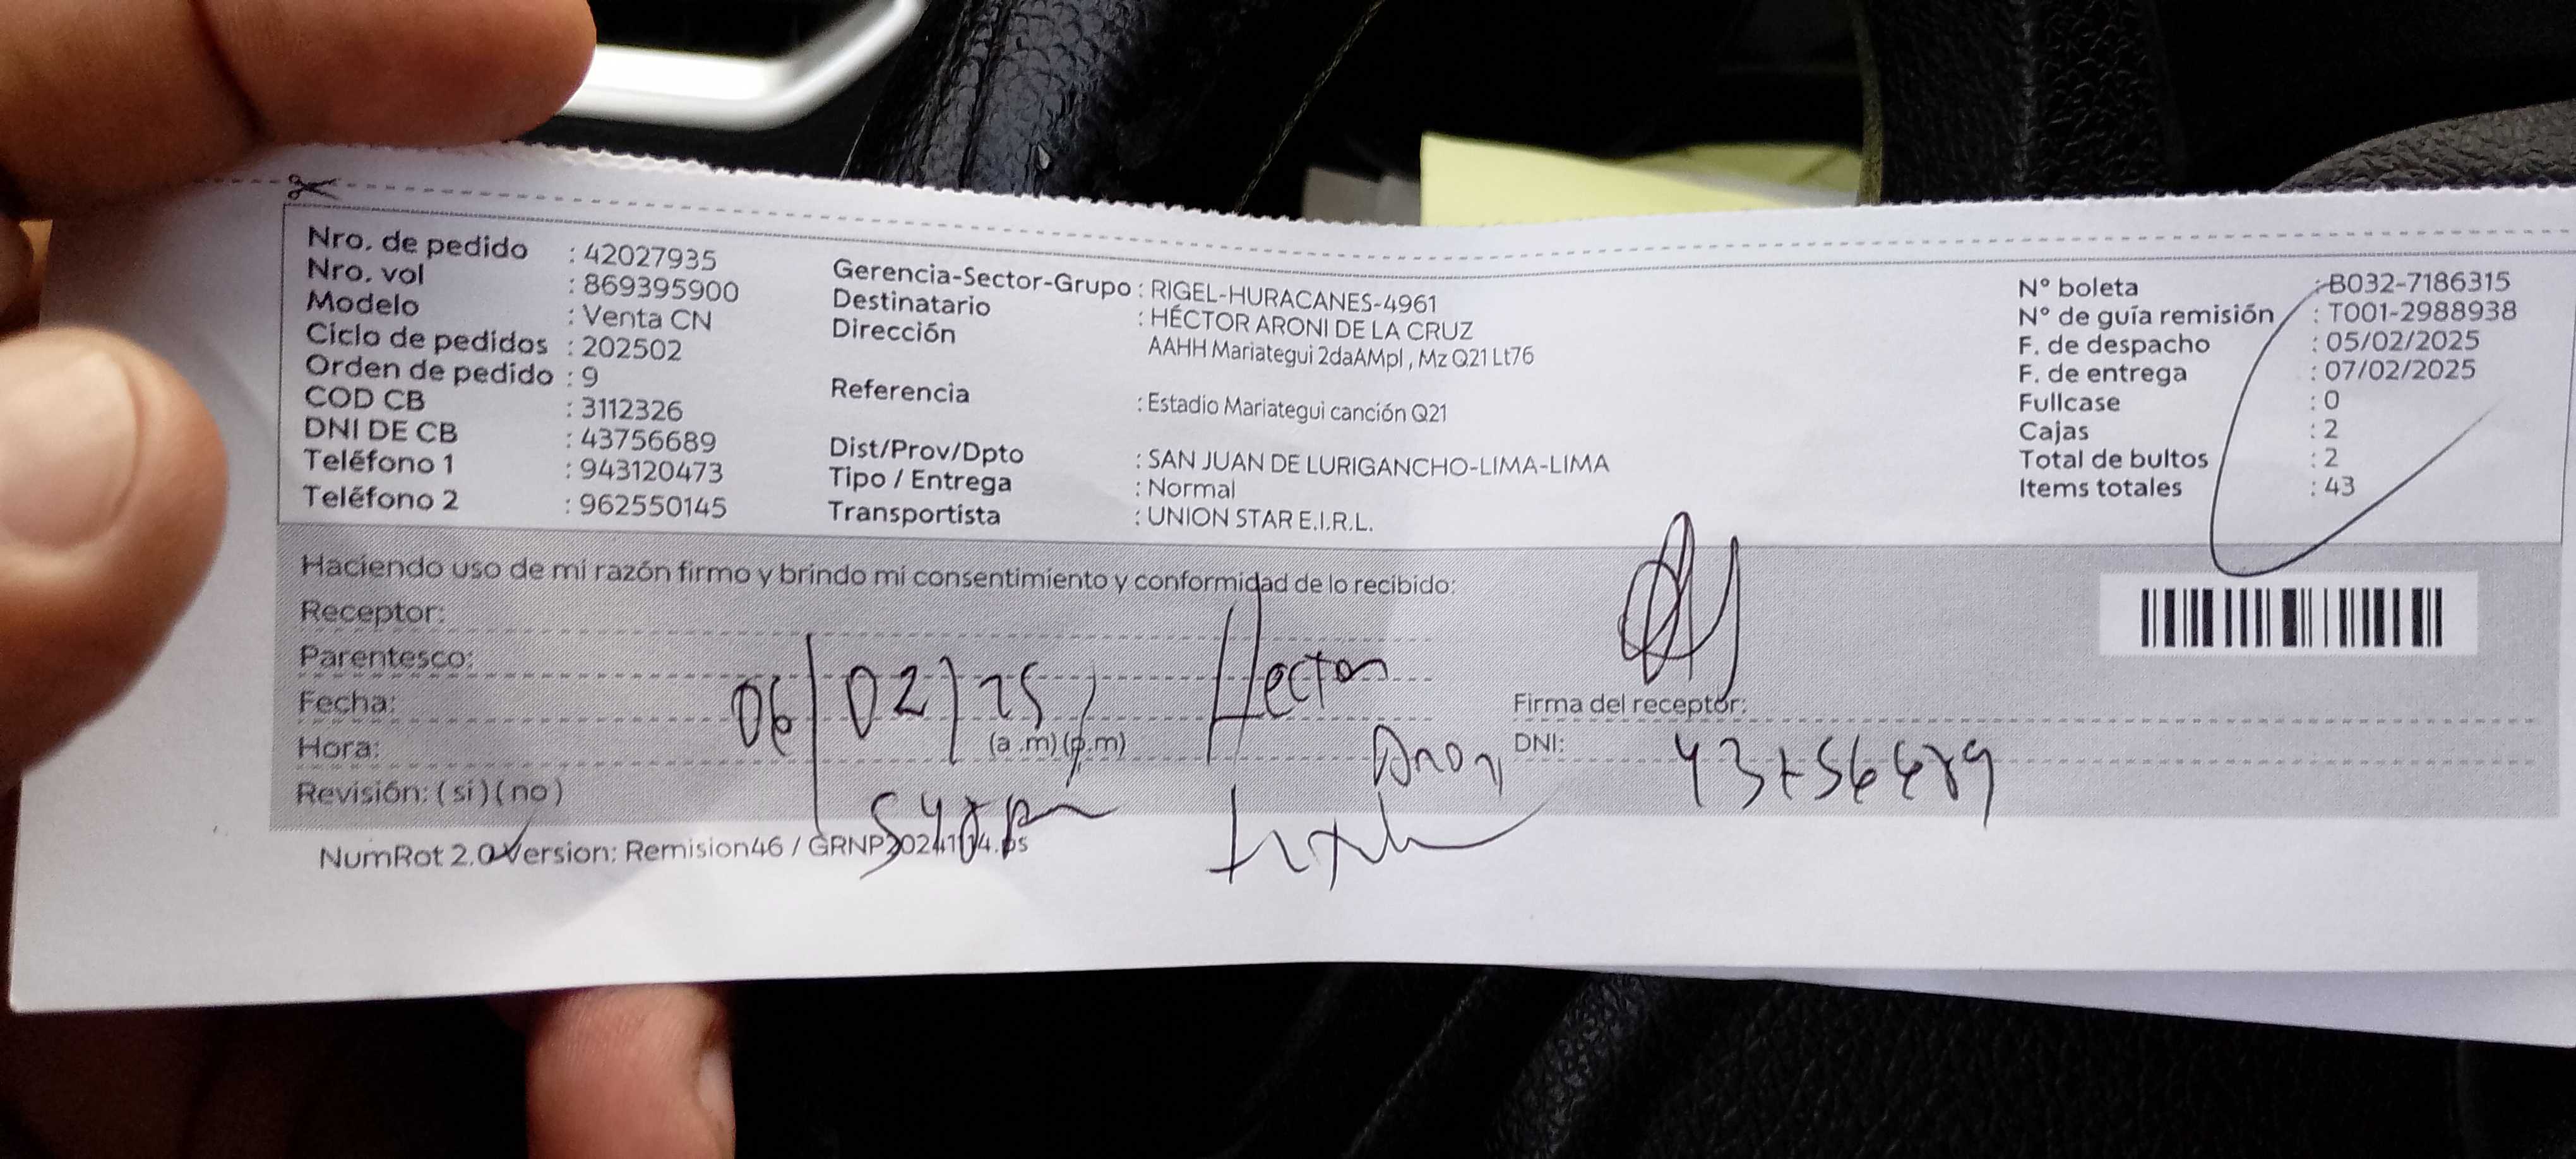 Nro. de pedido : 42027935
Nro. vol : 869395900
Modelo : Venta CN
Ciclo de pedidos : 202502
Orden de pedido : 9
COD CB : 3112326
DNI DE CB : 43756689
Teléfono 1 : 943120473
Teléfono 2 : 962550145
Gerencia-Sector-Grupo : RIGEL-HURACANES-4961
Destinatario : HÉCTOR ARONI DE LA CRUZ
Dirección
AAHH Mariategui 2daAMpl , Mz Q21 Lt76
Referencia : Estadio Mariategui canción Q21
Dist/Prov/Dpto : SAN JUAN DE LURIGANCHO-LIMA-LIMA
Tipo / Entrega : Normal
Transportista : UNION STAR E.I.R.L.
N° boleta : B032-7186315
N° de guía remisión : T001-2988938
F. de despacho : 05/02/2025
F. de entrega : 07/02/2025
Fullcase : 0
Cajas : 2
Total de bultos : 2
Items totales : 43
Haciendo uso de mi razón firmo y brindo mi consentimiento y conformidad de lo recibido:
Receptor:
Parentesco:
Fecha: 06/02/25 Hector
Hora: (a.m)(p.m)
Revisión: (si)(no)
Firma del receptor:
DNI:
NumRot 2.0 Version: Remision46 / GRNP20241104.ps